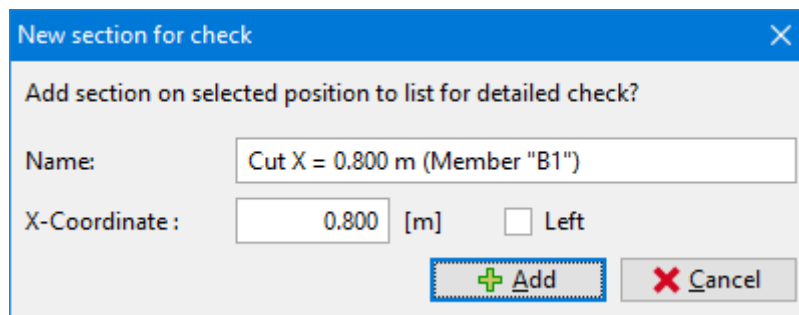 New section for check
Add section on selected position to list for detailed check?
Name: Cut X = 0.800 m (Member "B1")
X-Coordinate : 0.800 [m] Left
Add Cancel